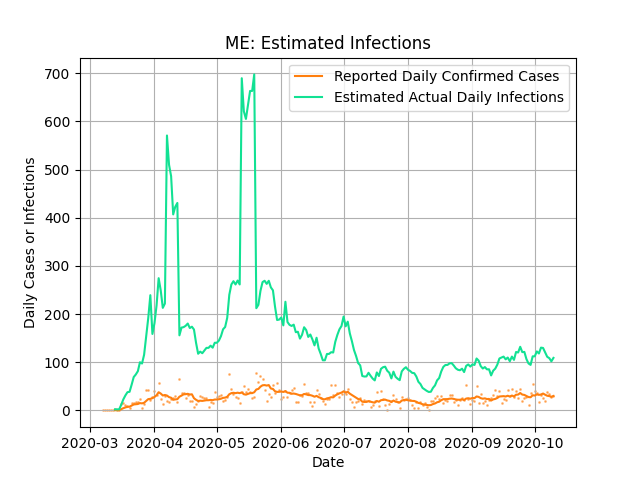 ME: Estimated Infections
Reported Daily Confirmed Cases
Estimated Actual Daily Infections
Daily Cases or Infections
700
600
500
400
300
200
100
0
2020-03 2020-04 2020-05 2020-06 2020-07 2020-08 2020-09 2020-10
Date